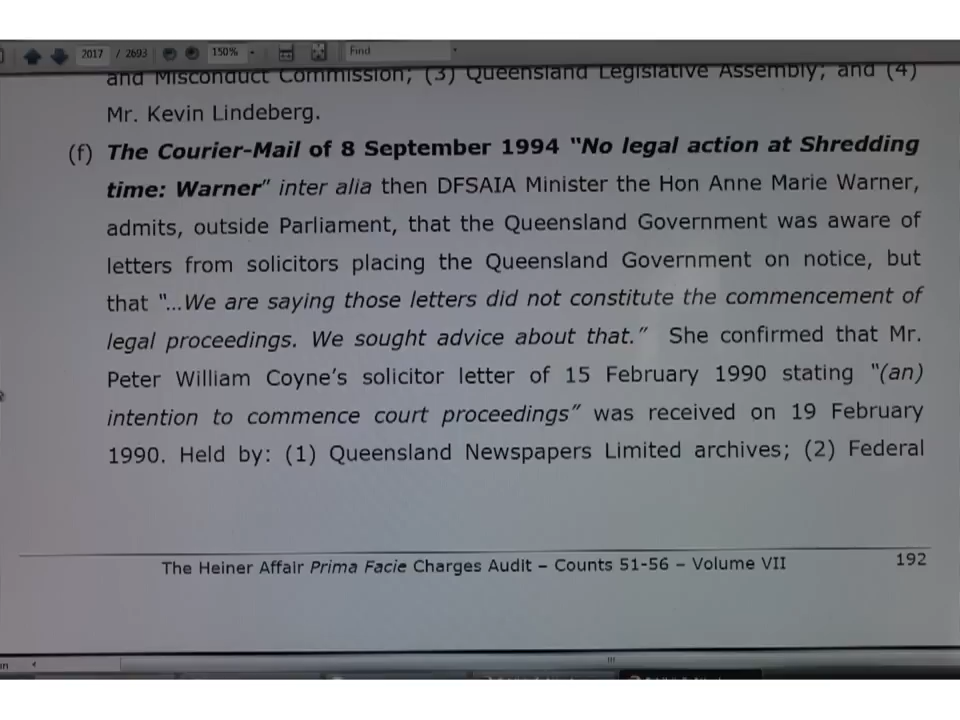 2017 / 2693 150% Find
and Misconduct Commission; (3) Queensland Legislative Assembly; and (4)
Mr. Kevin Lindeberg.
(f) The Courier-Mail of 8 September 1994 "No legal action at Shredding
time: Warner" inter alia then DFSAIA Minister the Hon Anne Marie Warner,
admits, outside Parliament, that the Queensland Government was aware of
letters from solicitors placing the Queensland Government on notice, but
that "…We are saying those letters did not constitute the commencement of
legal proceedings. We sought advice about that." She confirmed that Mr.
Peter William Coyne's solicitor letter of 15 February 1990 stating "(an)
intention to commence court proceedings" was received on 19 February
1990. Held by: (1) Queensland Newspapers Limited archives; (2) Federal
The Heiner Affair Prima Facie Charges Audit – Counts 51-56 – Volume VII 192